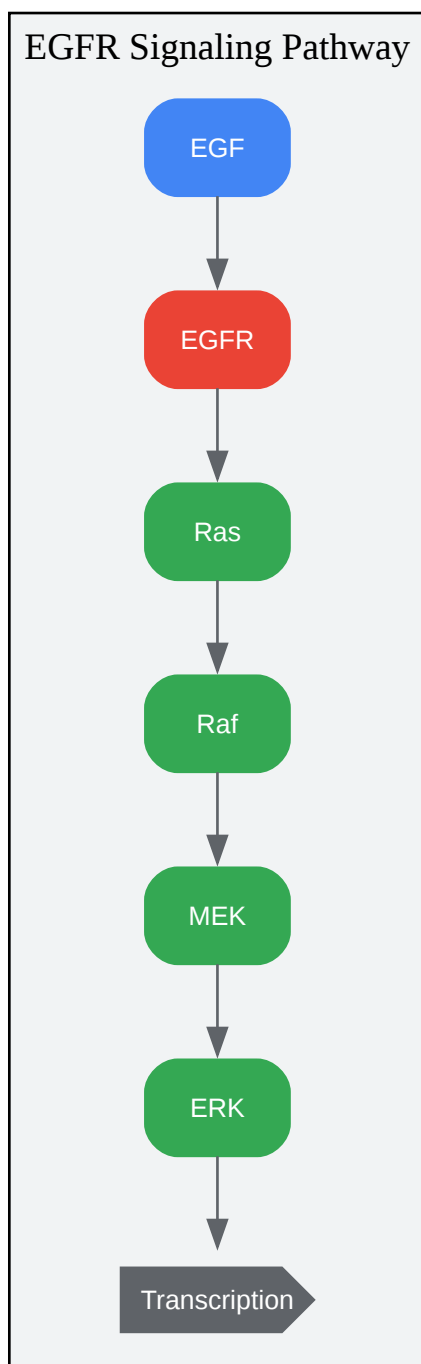 EGFR Signaling Pathway
EGF
EGFR
Ras
Raf
MEK
ERK
Transcription